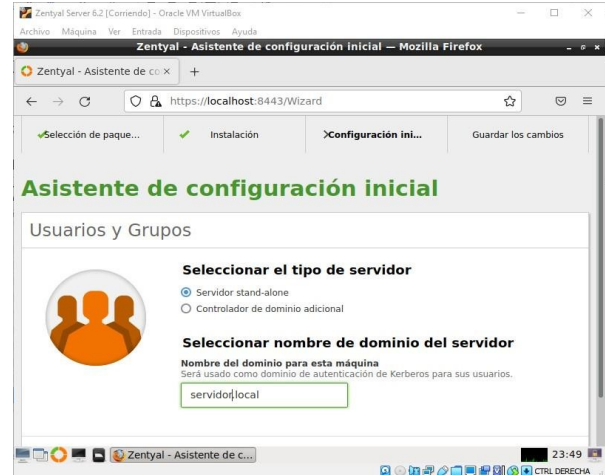 Zentyal Server 6.2 [Corriendo] - Oracle VM VirtualBox
Archivo Máquina Ver Entrada Dispositivos Ayuda
Zentyal - Asistente de configuración inicial — Mozilla Firefox
Zentyal - Asistente de co
https://localhost:8443/Wizard
Selección de paque... Instalación Configuración ini... Guardar los cambios
Asistente de configuración inicial
Usuarios y Grupos
Seleccionar el tipo de servidor
Servidor stand-alone
Controlador de dominio adicional
Seleccionar nombre de dominio del servidor
Nombre del dominio para esta máquina
Será usado como dominio de autenticación de Kerberos para sus usuarios.
servidor.local
Zentyal - Asistente de c... 23:49
CTRL DERECHA